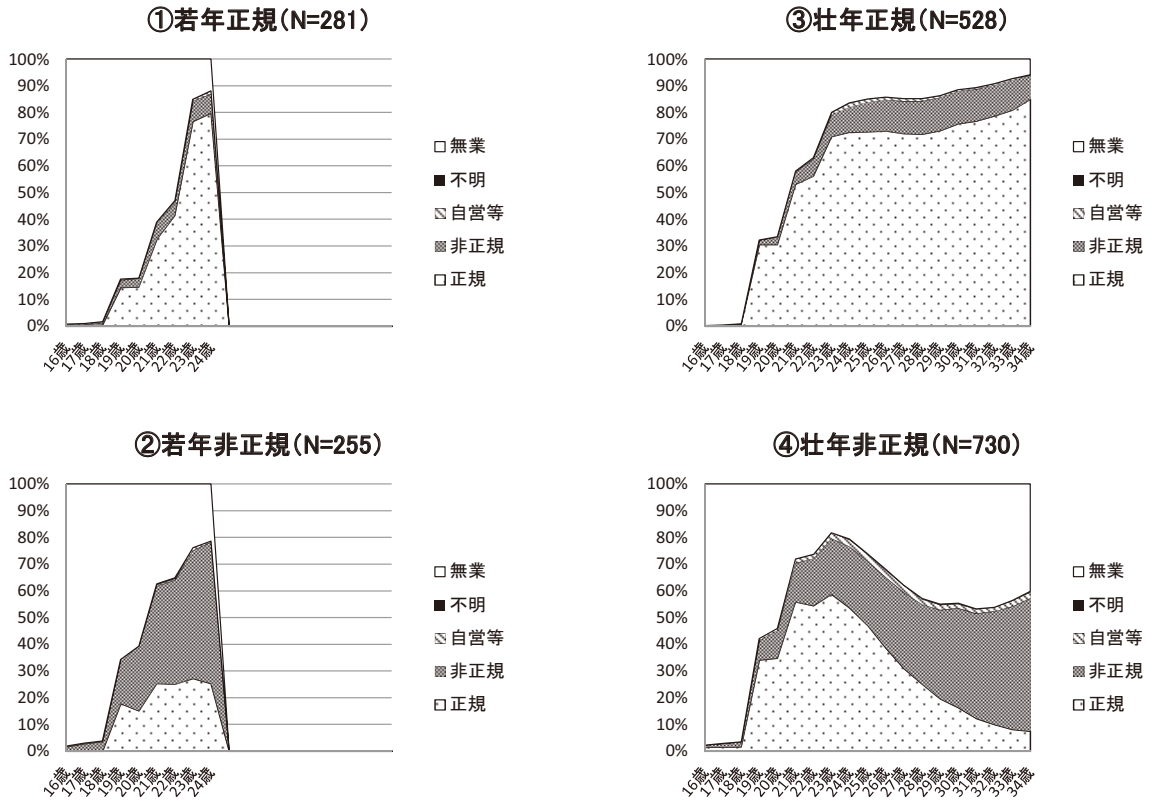 ①若年正規(N=281)
100%
90%
80%
70%
60%
50%
40%
30%
20%
10%
0%
16歳
17歳
18歳
19歳
20歳
21歳
22歳
23歳
24歳
無業
不明
自営等
非正規
正規
③壮年正規(N=528)
100%
90%
80%
70%
60%
50%
40%
30%
20%
10%
0%
16歳
17歳
18歳
19歳
20歳
21歳
22歳
23歳
24歳
25歳
26歳
27歳
28歳
29歳
30歳
31歳
32歳
33歳
34歳
無業
不明
自営等
非正規
正規
②若年非正規(N=255)
100%
90%
80%
70%
60%
50%
40%
30%
20%
10%
0%
16歳
17歳
18歳
19歳
20歳
21歳
22歳
23歳
24歳
無業
不明
自営等
非正規
正規
④壮年非正規(N=730)
100%
90%
80%
70%
60%
50%
40%
30%
20%
10%
0%
16歳
17歳
18歳
19歳
20歳
21歳
22歳
23歳
24歳
25歳
26歳
27歳
28歳
29歳
30歳
31歳
32歳
33歳
34歳
無業
不明
自営等
非正規
正規